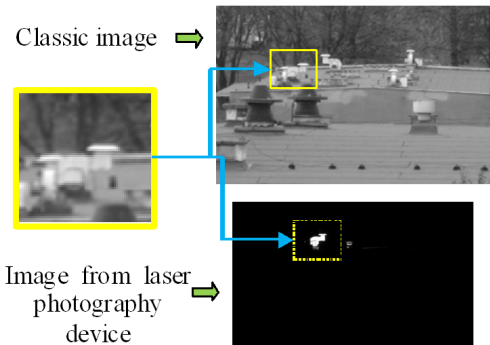 Classic image
Image from laser
photography
device